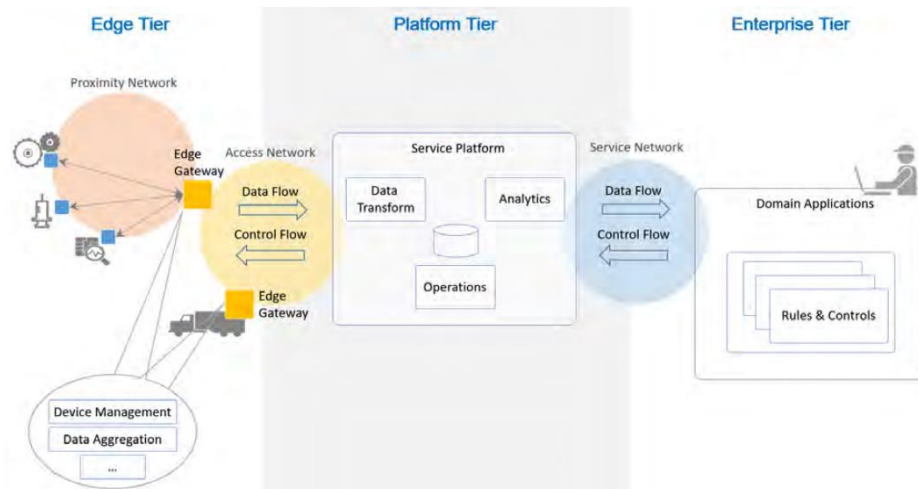 Edge Tier
Platform Tier
Enterprise Tier
Proximity Network
Edge
Gateway
Access Network
Data Flow
Control Flow
Edge
Gateway
Device Management
Data Aggregation
...
Service Platform
Data
Transform
Analytics
Operations
Service Network
Data Flow
Control Flow
Domain Applications
Rules & Controls